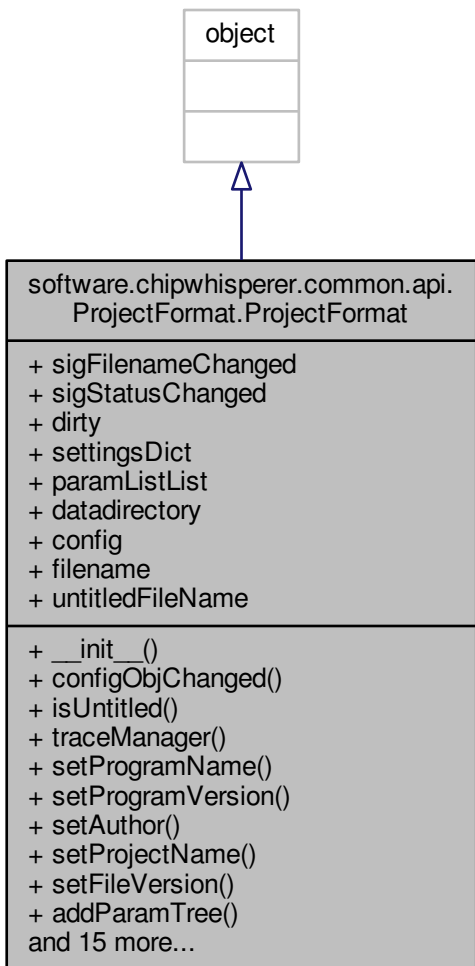 object
software.chipwhisperer.common.api.
ProjectFormat.ProjectFormat
+ sigFilenameChanged
+ sigStatusChanged
+ dirty
+ settingsDict
+ paramListList
+ datadirectory
+ config
+ filename
+ untitledFileName
+ __init__()
+ configObjChanged()
+ isUntitled()
+ traceManager()
+ setProgramName()
+ setProgramVersion()
+ setAuthor()
+ setProjectName()
+ setFileVersion()
+ addParamTree()
and 15 more...